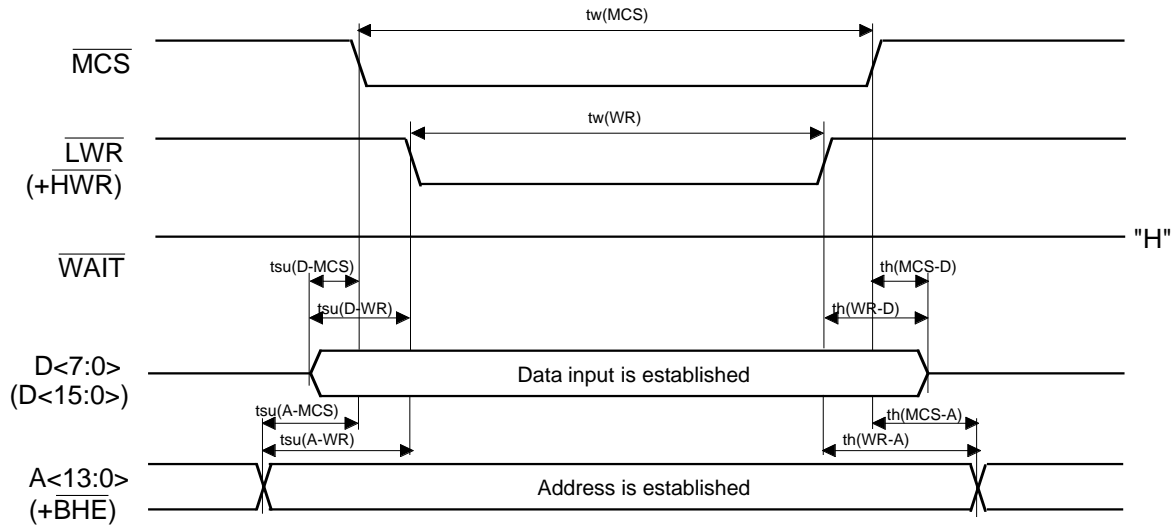 tw(MCS)
MCS
tw(WR)
LWR
(+HWR)
"H"
WAIT
tsu(D-MCS)
th(MCS-D)
tsu(D-WR)
th(WR-D)
D<7:0>
(D<15:0>)
Data input is established
tsu(A-MCS)
th(MCS-A)
tsu(A-WR)
th(WR-A)
A<13:0>
(+BHE)
Address is established